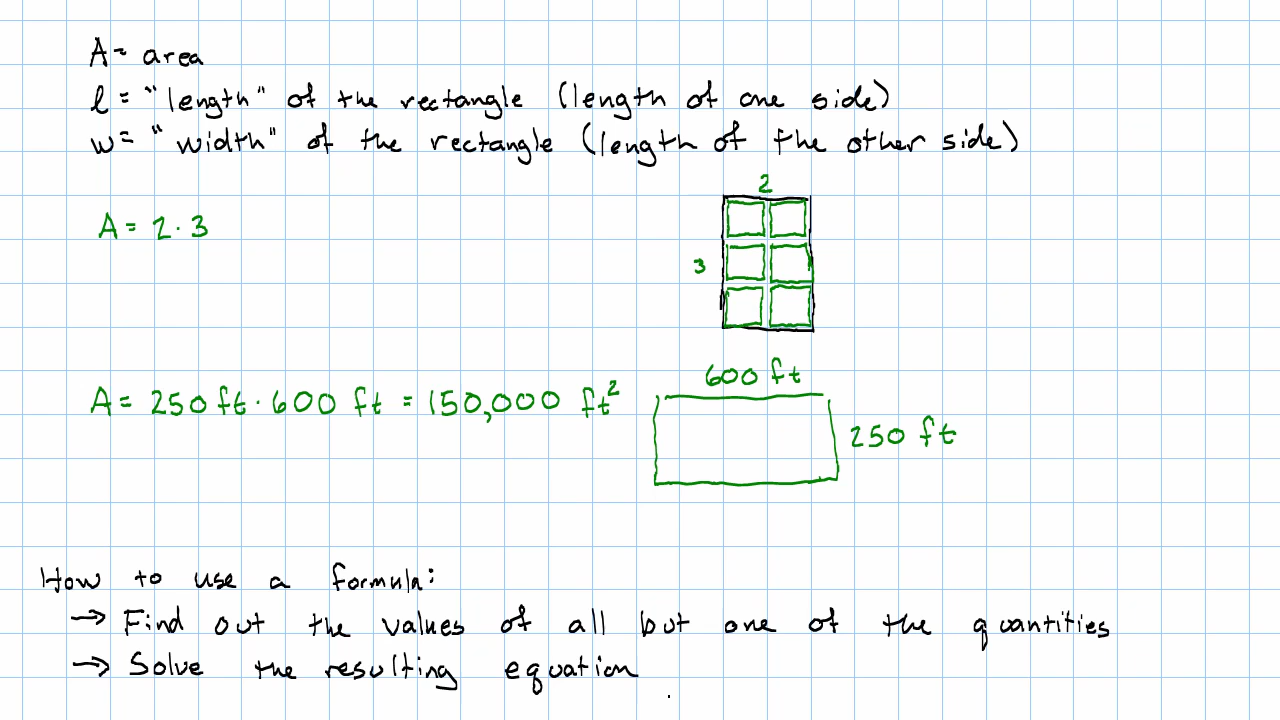 A = area
l = "length" of the rectangle (length of one side)
w = "width" of the rectangle (length of the other side)
2
A = 2 · 3
3
600 ft
A = 250 ft · 600 ft = 150,000 ft²
250 ft
How to use a formula:
→ Find out the values of all but one of the quantities
→ Solve the resulting equation